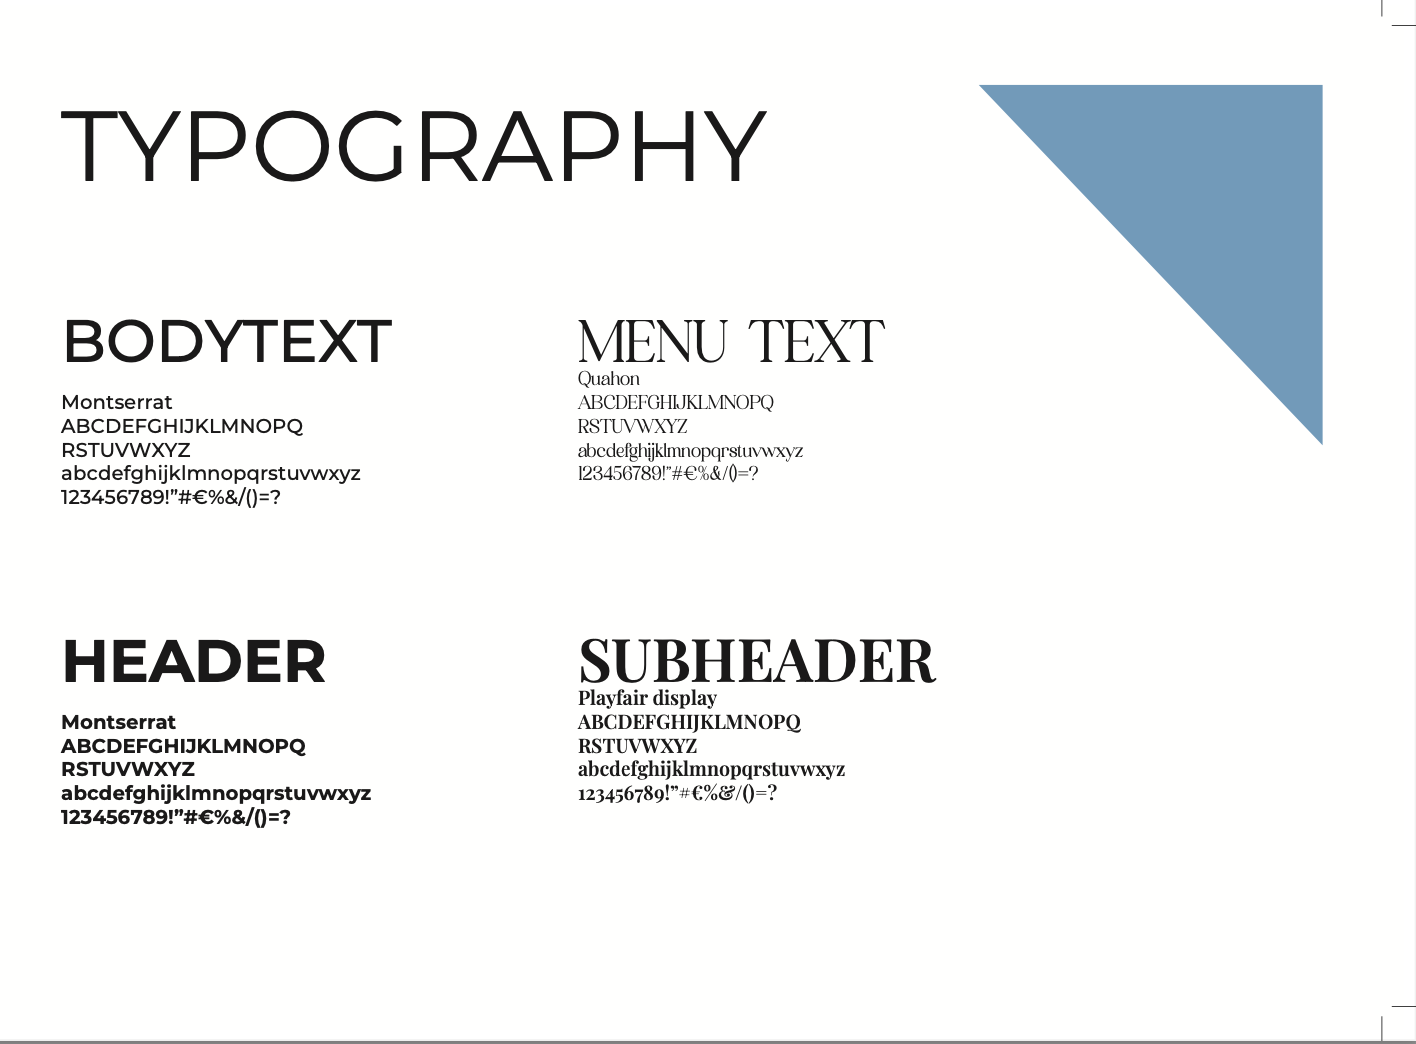 TYPOGRAPHY
BODYTEXT
Montserrat
ABCDEFGHIJKLMNOPQ
RSTUVWXYZ
abcdefghijklmnopqrstuvwxyz
123456789!”#€%&/()=?
MENU TEXT
Quahon
ABCDEFGHIJKLMNOPQ
RSTUVWXYZ
abcdefghijklmnopqrstuvwxyz
123456789!”#€%&/()=?
HEADER
Montserrat
ABCDEFGHIJKLMNOPQ
RSTUVWXYZ
abcdefghijklmnopqrstuvwxyz
123456789!”#€%&/()=?
SUBHEADER
Playfair display
ABCDEFGHIJKLMNOPQ
RSTUVWXYZ
abcdefghijklmnopqrstuvwxyz
123456789!”#€%&/()=?